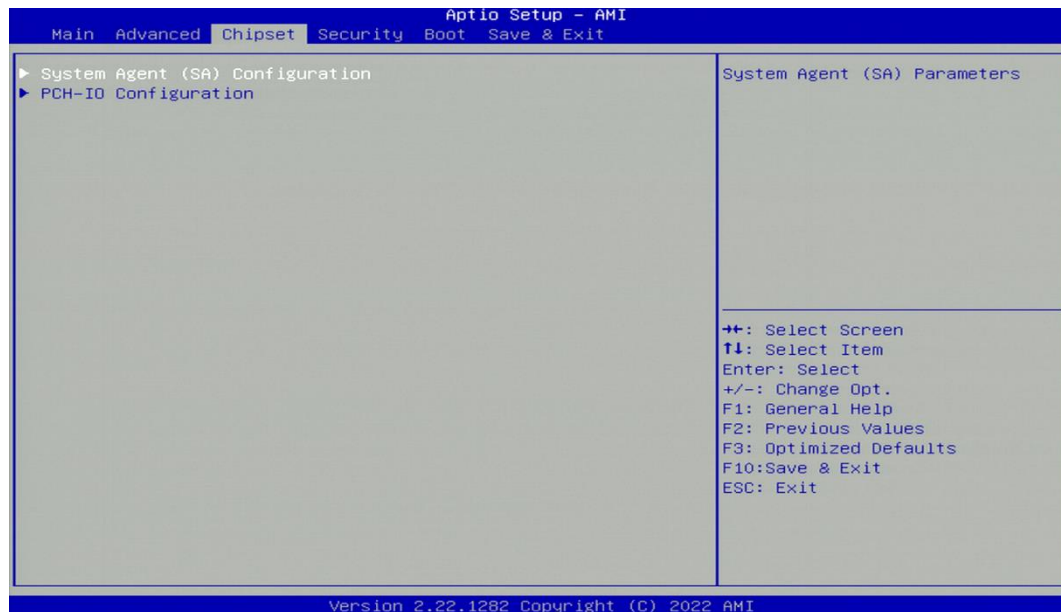 Aptio Setup – AMI
Main Advanced Chipset Security Boot Save & Exit
► System Agent (SA) Configuration
► PCH-IO Configuration
System Agent (SA) Parameters
→←: Select Screen
↑↓: Select Item
Enter: Select
+/-: Change Opt.
F1: General Help
F2: Previous Values
F3: Optimized Defaults
F10:Save & Exit
ESC: Exit
Version 2.22.1282 Copyright (C) 2022 AMI